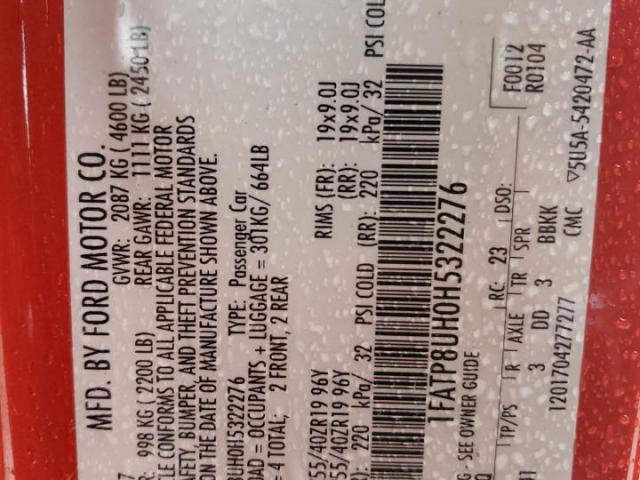 MFD. BY FORD MOTOR CO.
GVWR: 2087 KG ( 4600 LB)
998 KG ( 2200 LB) REAR GAWR: 1111 KG ( 2450 LB)
CONFORMS TO ALL APPLICABLE FEDERAL MOTOR
SAFETY, BUMPER, AND THEFT PREVENTION STANDARDS
ON THE DATE OF MANUFACTURE SHOWN ABOVE.
8UH0H5322276 TYPE: Passenger Car
= OCCUPANTS + LUGGAGE = 301KG/ 664LB
= 4 TOTAL; 2 FRONT, 2 REAR
55/40ZR19 96Y RIMS (FR): 19x9.0J
55/40ZR19 96Y (RR): 19x9.0J
220 kPa/ 32 PSI COLD (RR): 220 kPa/ 32 PSI COL
1FATP8UH0H5322276
- SEE OWNER GUIDE
RC: 23 DSO: F0012
R0104
TP/PS R AXLE TR SPR
3 DD 3 BBKK
1201704277277 CMC ▽5U5A-5420472-AA